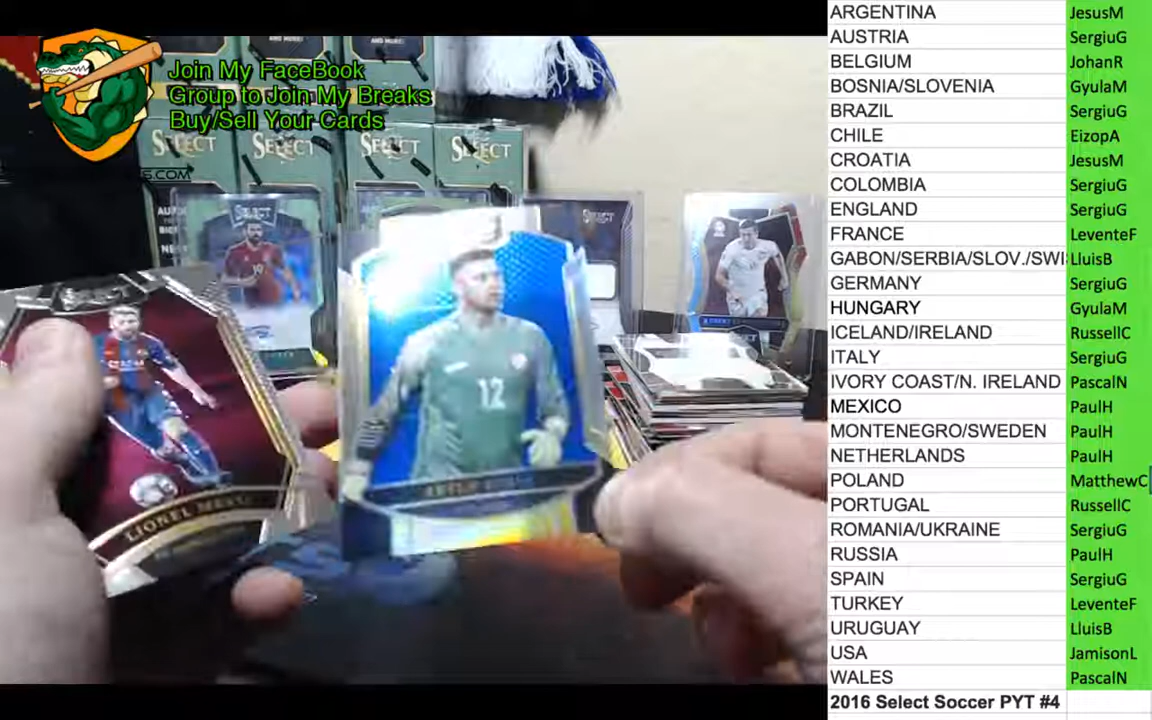 Join My FaceBook
Group to Join My Breaks
Buy/Sell Your Cards
S.COM
SELECT
SELECT
SELECT
SELECT
SELECT
SELECT
12
LIONEL MESSI
ARGENTINA JesusM
AUSTRIA SergiuG
BELGIUM JohanR
BOSNIA/SLOVENIA GyulaM
BRAZIL SergiuG
CHILE EizopA
CROATIA JesusM
COLOMBIA SergiuG
ENGLAND SergiuG
FRANCE LeventeF
GABON/SERBIA/SLOV./SWI LluisB
GERMANY SergiuG
HUNGARY GyulaM
ICELAND/IRELAND RussellC
ITALY SergiuG
IVORY COAST/N. IRELAND PascalN
MEXICO PaulH
MONTENEGRO/SWEDEN PaulH
NETHERLANDS PaulH
POLAND MatthewC
PORTUGAL RussellC
ROMANIA/UKRAINE SergiuG
RUSSIA PaulH
SPAIN SergiuG
TURKEY LeventeF
URUGUAY LluisB
USA JamisonL
WALES PascalN
2016 Select Soccer PYT #4